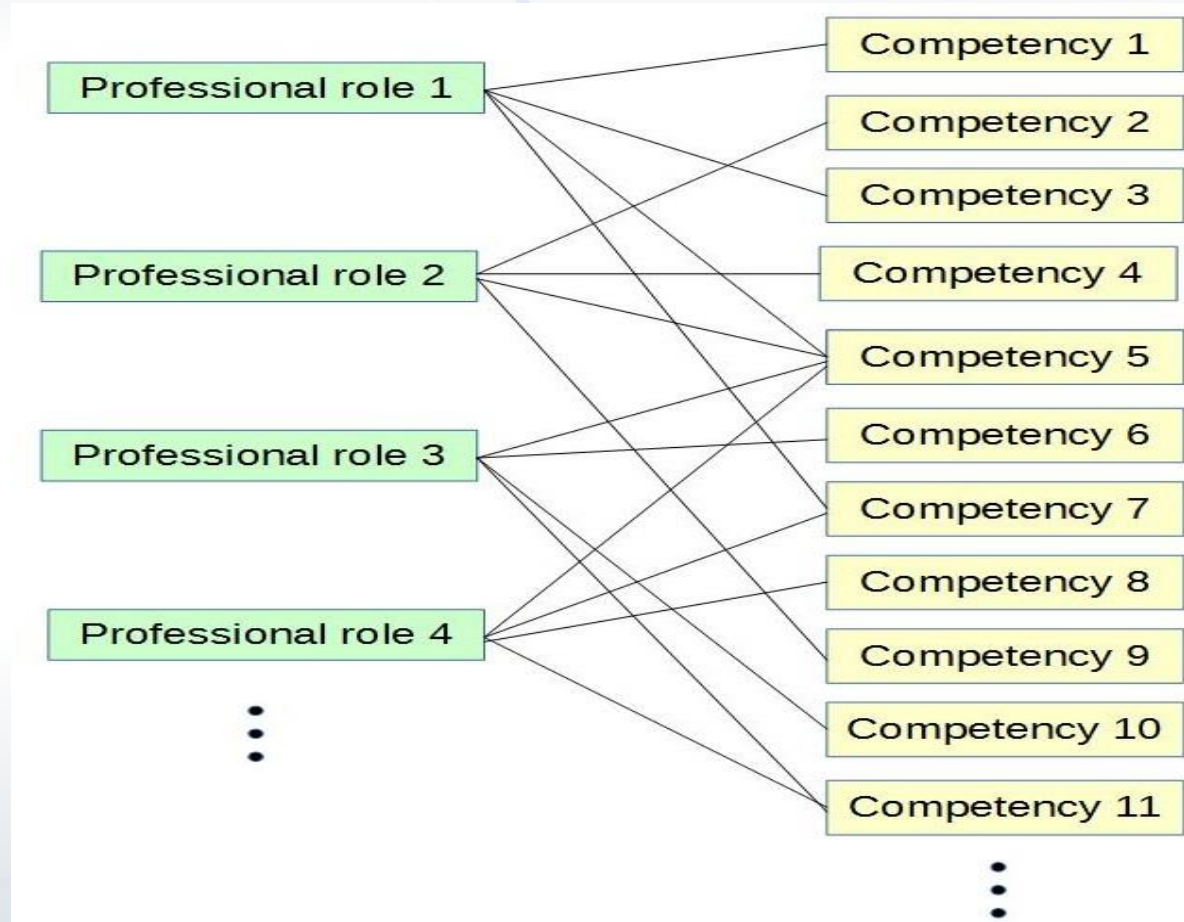 Professional role 1
Professional role 2
Professional role 3
Professional role 4
Competency 1
Competency 2
Competency 3
Competency 4
Competency 5
Competency 6
Competency 7
Competency 8
Competency 9
Competency 10
Competency 11